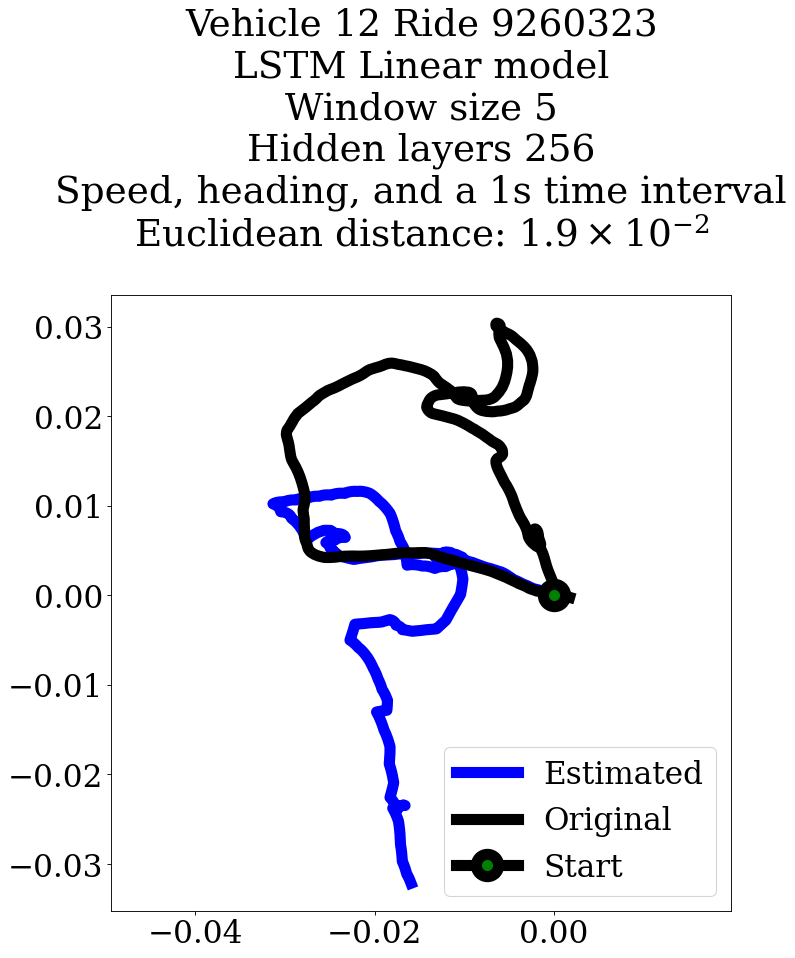 Vehicle 12 Ride 9260323
LSTM Linear model
Window size 5
Hidden layers 256
Speed, heading, and a 1s time interval
Euclidean distance: 1.9 × 10⁻²
0.03
0.02
0.01
0.00
−0.01
−0.02
−0.03
Estimated
Original
Start
−0.04
−0.02
0.00